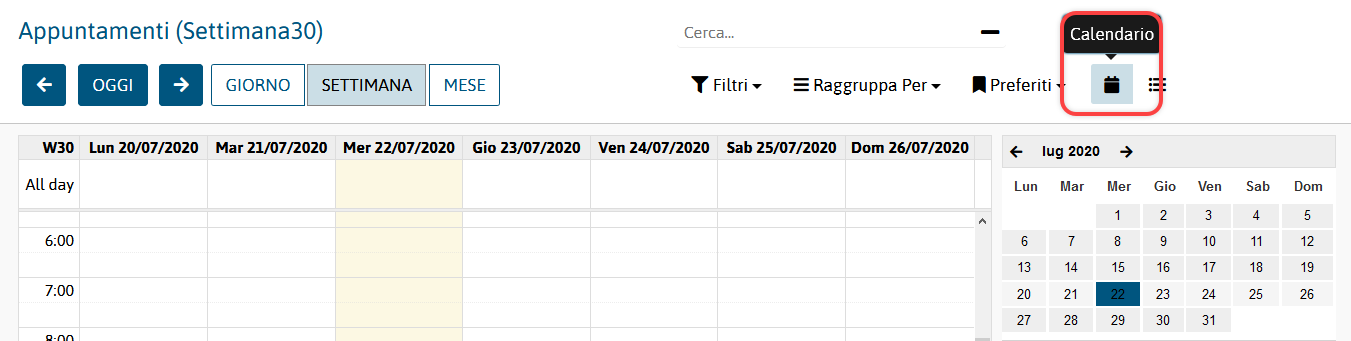 Appuntamenti (Settimana30)
Cerca...
Calendario
OGGI GIORNO SETTIMANA MESE
Filtri Raggruppa Per Preferiti
W30 Lun 20/07/2020 Mar 21/07/2020 Mer 22/07/2020 Gio 23/07/2020 Ven 24/07/2020 Sab 25/07/2020 Dom 26/07/2020
All day
6:00
7:00
8:00
lug 2020
Lun Mar Mer Gio Ven Sab Dom
1 2 3 4 5
6 7 8 9 10 11 12
13 14 15 16 17 18 19
20 21 22 23 24 25 26
27 28 29 30 31